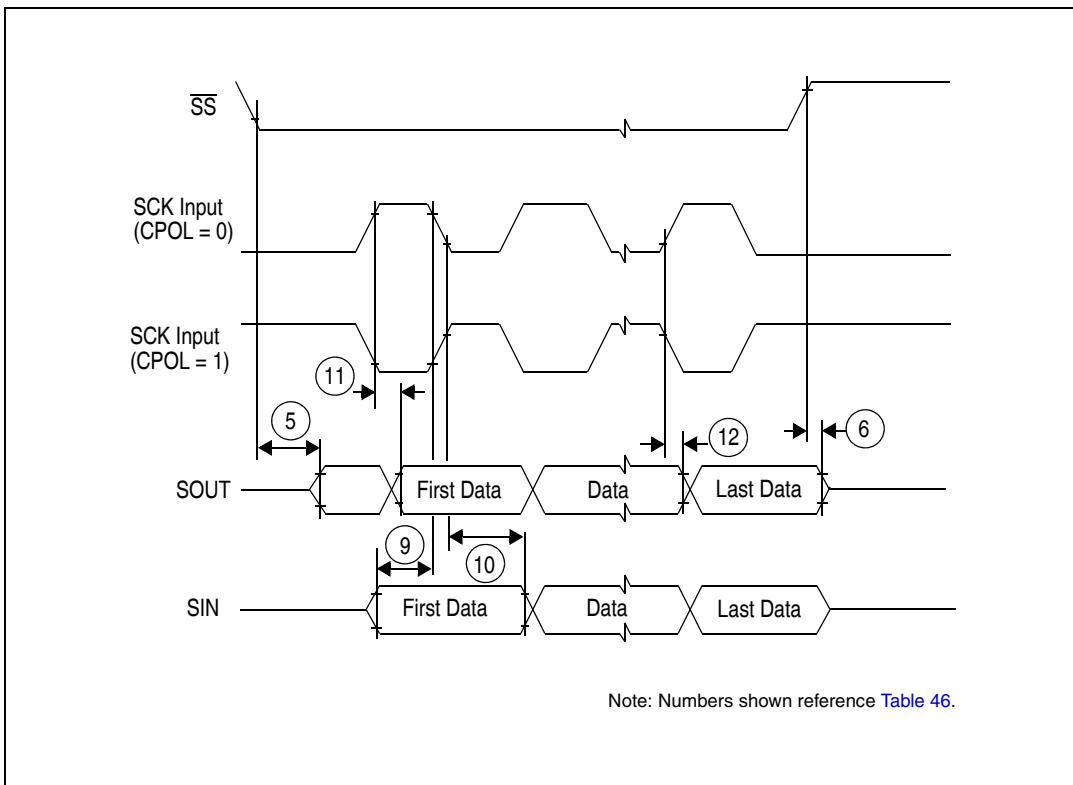 SS
SCK Input
(CPOL = 0)
SCK Input
(CPOL = 1)
11
5
12
6
SOUT
First Data
Data
Last Data
9
10
SIN
First Data
Data
Last Data
Note: Numbers shown reference Table 46.